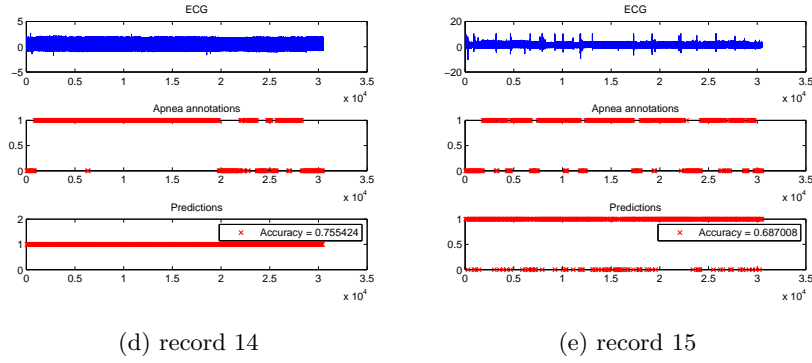 ECG
5
0
−5
0 0.5 1 1.5 2 2.5 3 3.5
x 10^4
Apnea annotations
1
0.5
0
0 0.5 1 1.5 2 2.5 3 3.5
x 10^4
Predictions
2
1
0
Accuracy = 0.755424
0 0.5 1 1.5 2 2.5 3 3.5
x 10^4
(d) record 14
ECG
20
0
−20
0 0.5 1 1.5 2 2.5 3 3.5
x 10^4
Apnea annotations
1
0.5
0
0 0.5 1 1.5 2 2.5 3 3.5
x 10^4
Predictions
1
0.5
0
Accuracy = 0.687008
0 0.5 1 1.5 2 2.5 3 3.5
x 10^4
(e) record 15